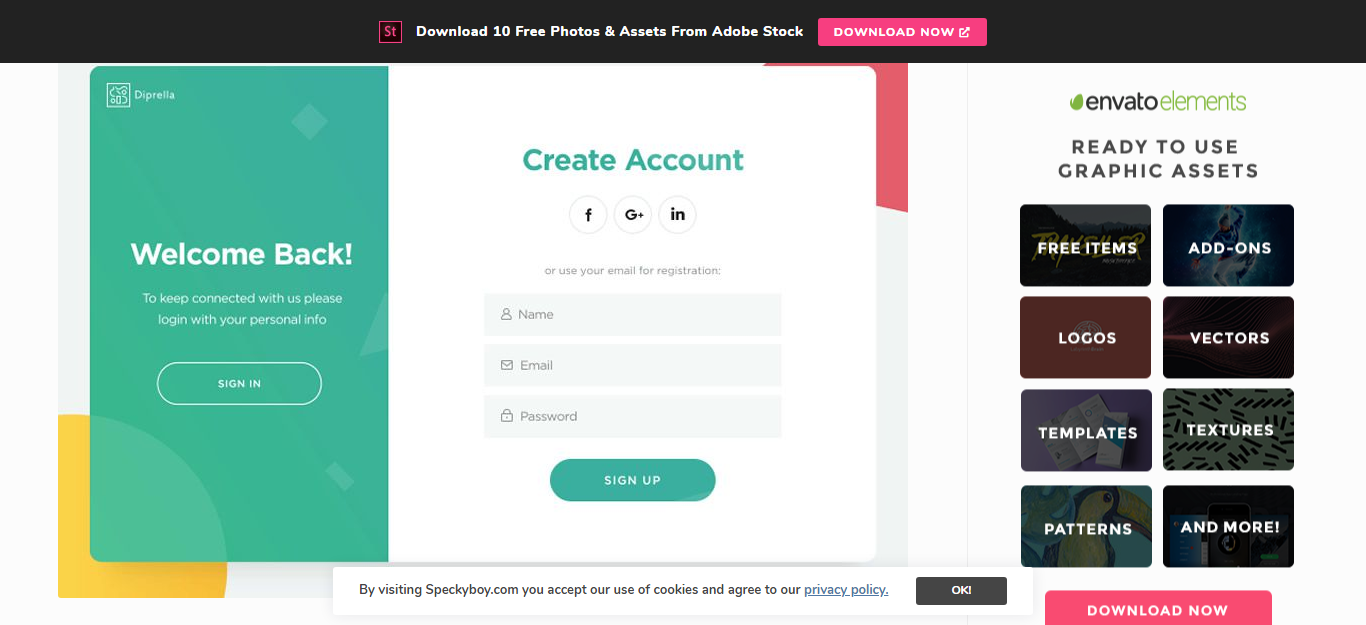 St Download 10 Free Photos & Assets From Adobe Stock DOWNLOAD NOW
Diprella
Welcome Back!
To keep connected with us please
login with your personal info
SIGN IN
Create Account
f G+ in
or use your email for registration:
Name
Email
Password
SIGN UP
envato elements
READY TO USE
GRAPHIC ASSETS
FREE ITEMS
ADD-ONS
LOGOS
VECTORS
TEMPLATES
TEXTURES
PATTERNS
AND MORE!
DOWNLOAD NOW
By visiting Speckyboy.com you accept our use of cookies and agree to our privacy policy. OK!